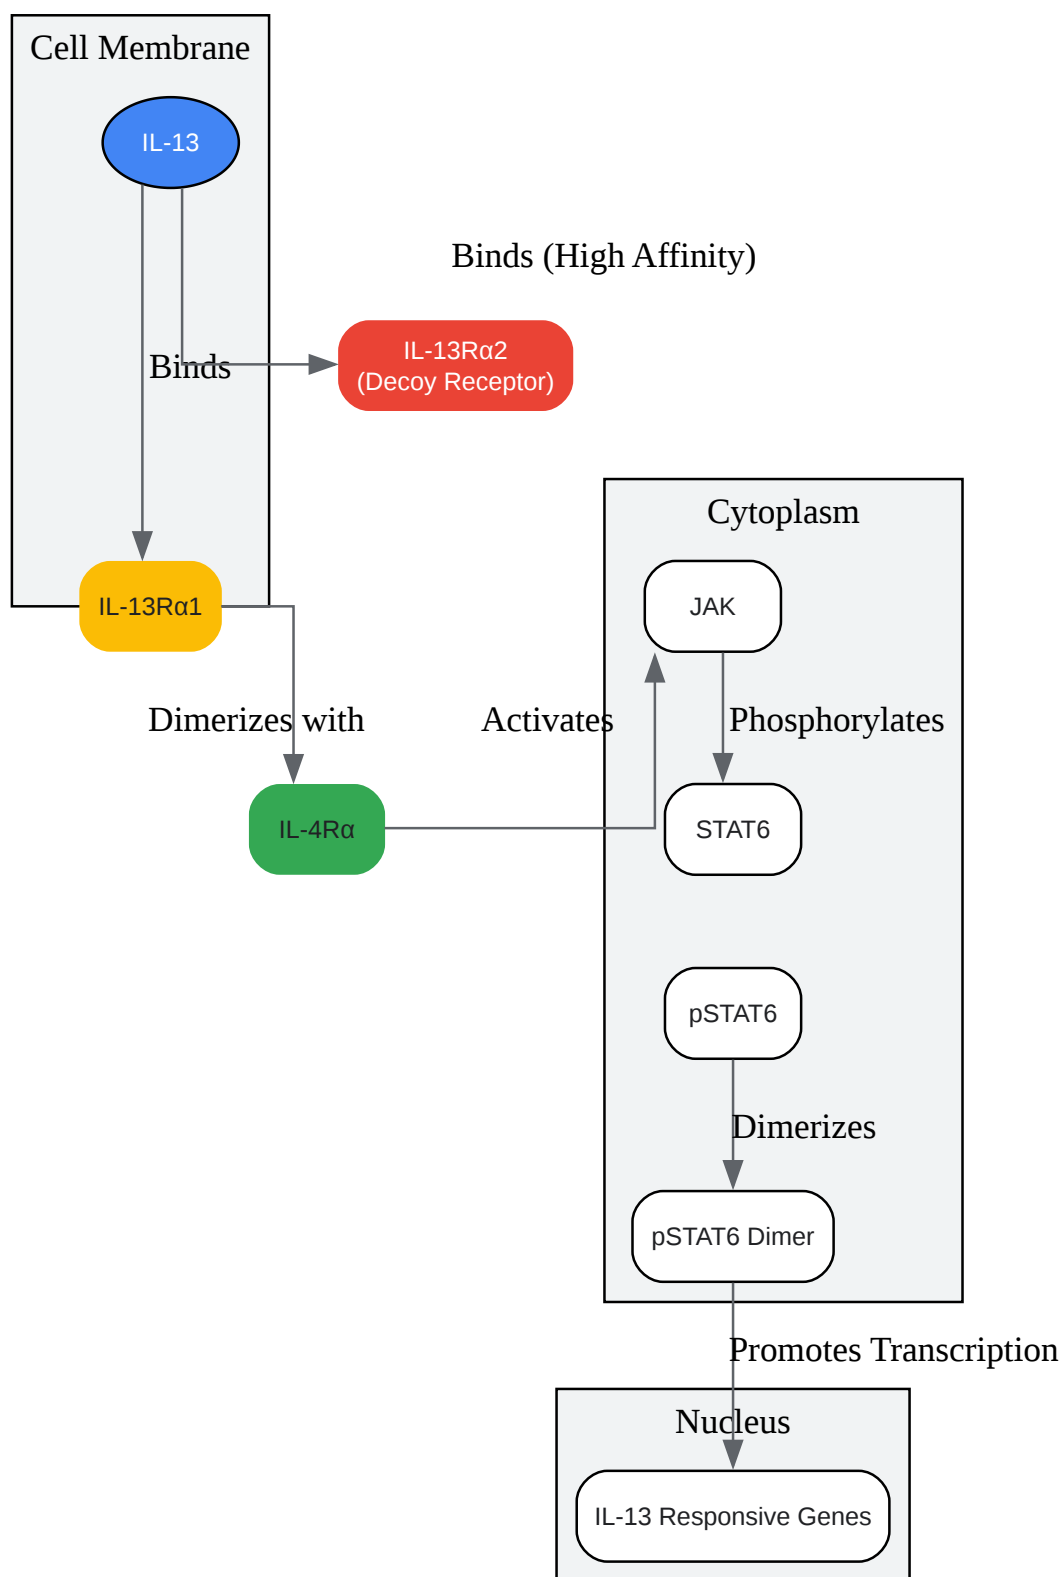 Cell Membrane
IL-13
Binds (High Affinity)
Binds
IL-13Rα2
(Decoy Receptor)
Cytoplasm
IL-13Rα1
JAK
Dimerizes with
Activates
Phosphorylates
IL-4Rα
STAT6
pSTAT6
Dimerizes
pSTAT6 Dimer
Promotes Transcription
Nucleus
IL-13 Responsive Genes